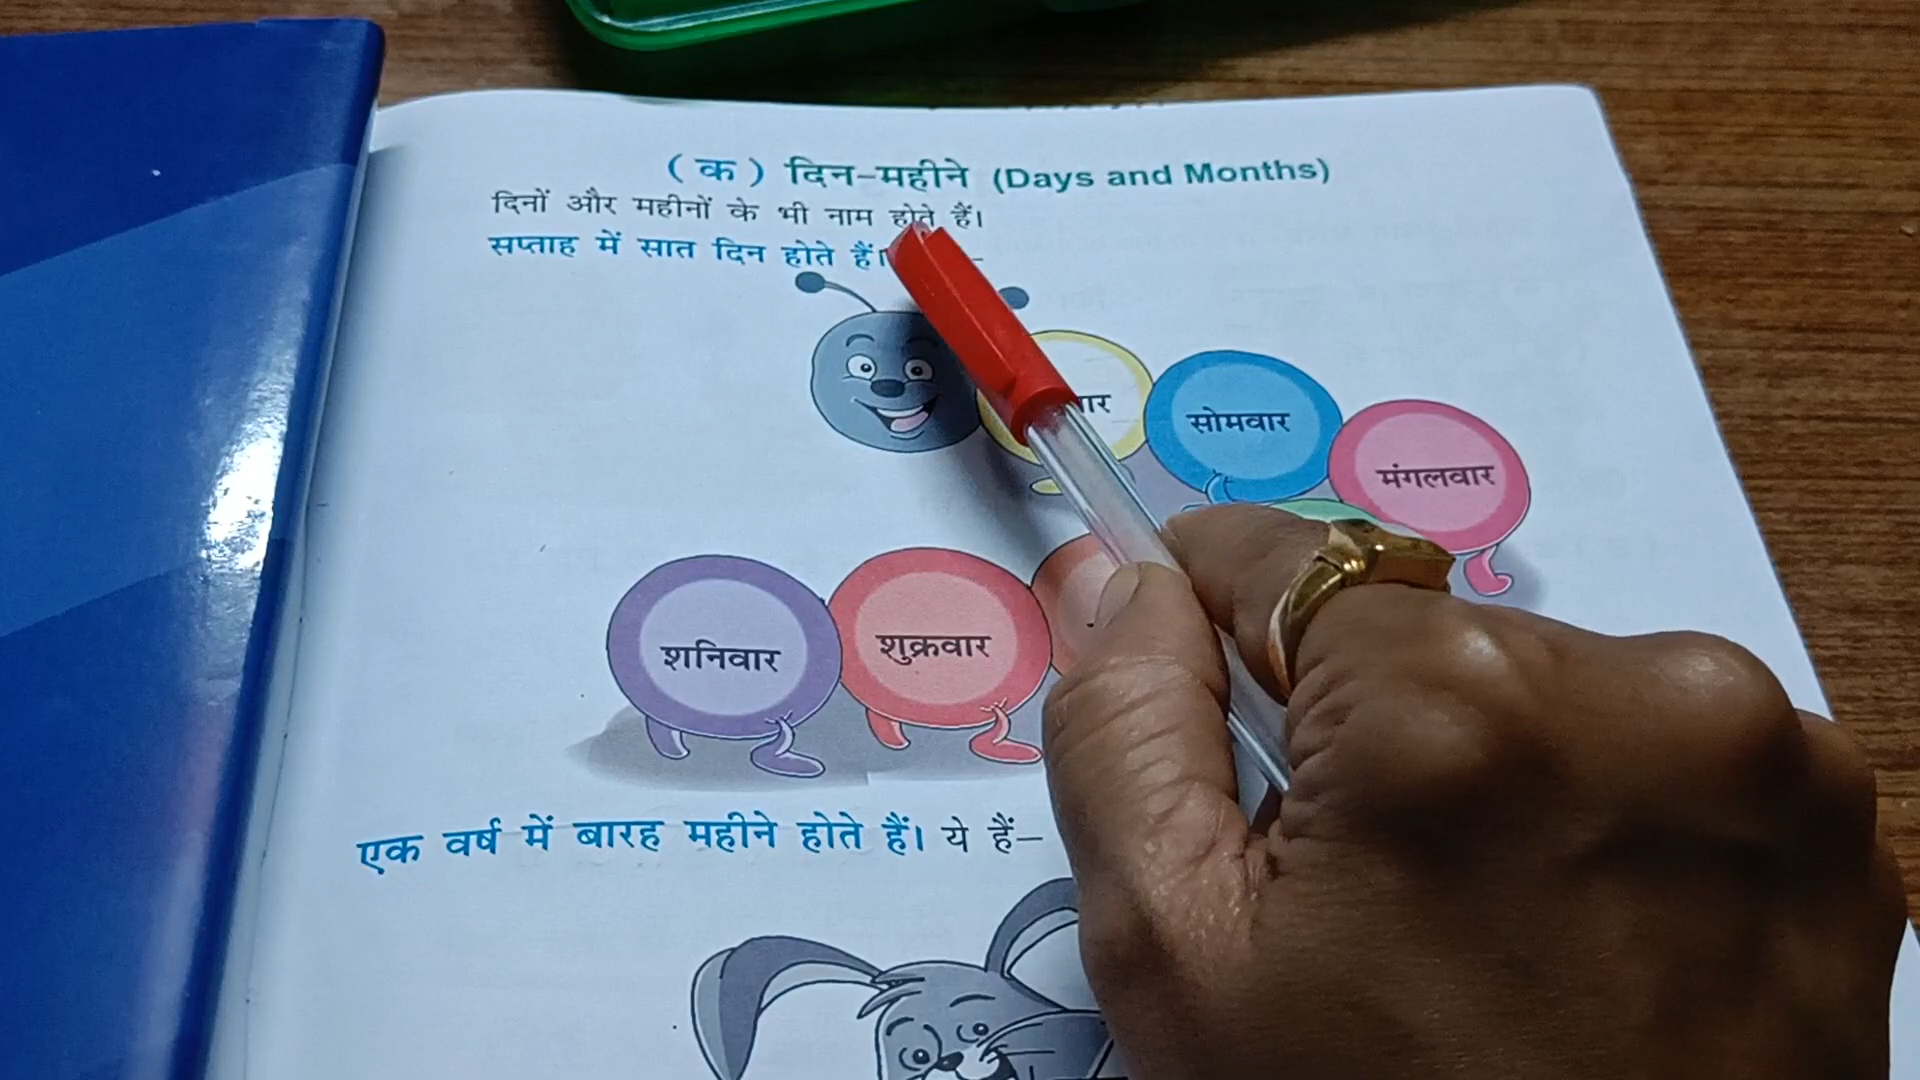 (क) दिन-महीने (Days and Months)
दिनों और महीनों के भी नाम होते हैं।
सप्ताह में सात दिन होते हैं।
सोमवार
मंगलवार
शनिवार
शुक्रवार
एक वर्ष में बारह महीने होते हैं। ये हैं–